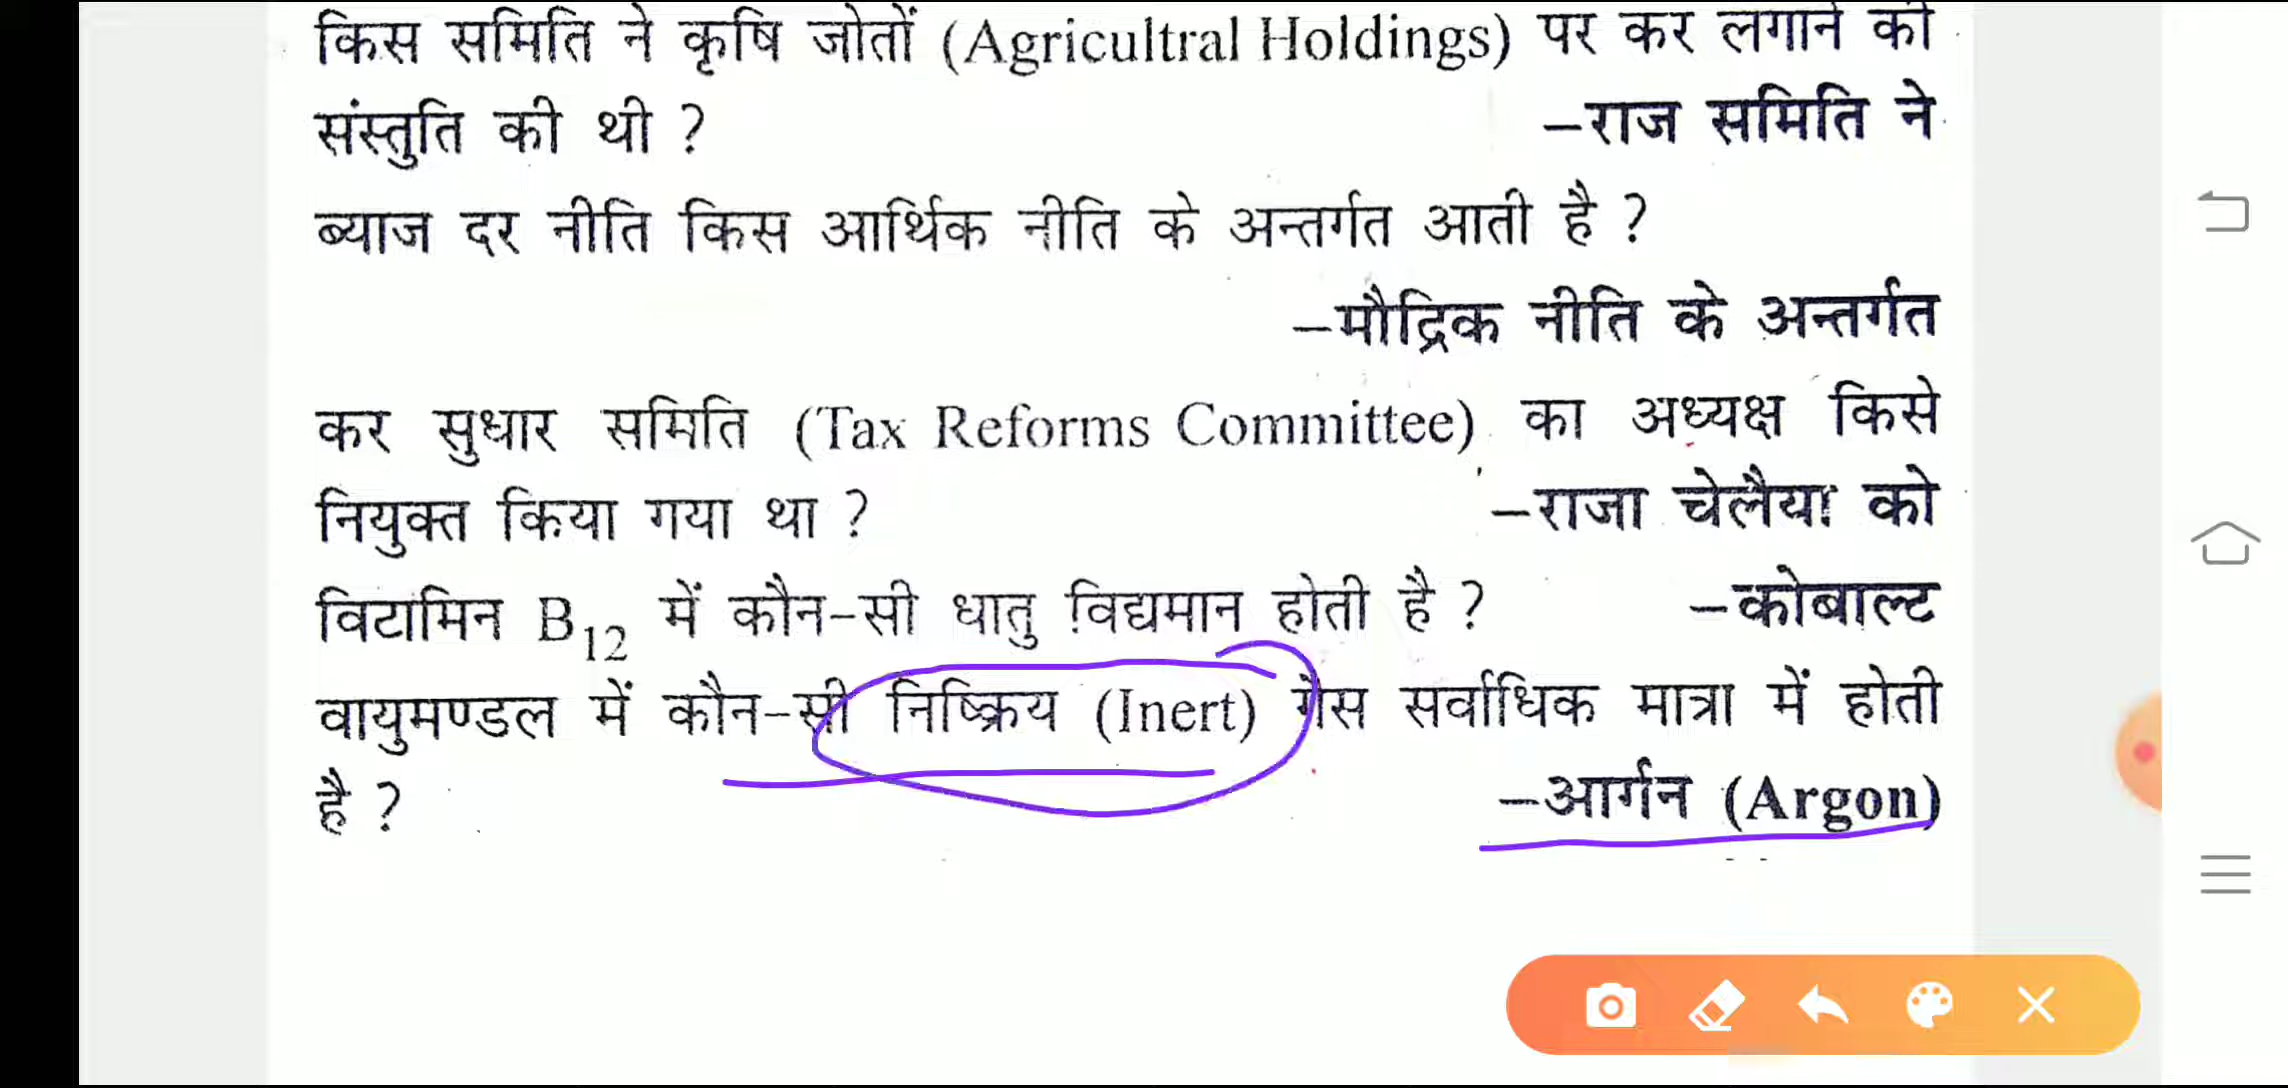 किस समिति ने कृषि जोतों (Agricultral Holdings) पर कर लगाने की
संस्तुति की थी ? –राज समिति ने
ब्याज दर नीति किस आर्थिक नीति के अन्तर्गत आती है ?
–मौद्रिक नीति के अन्तर्गत
कर सुधार समिति (Tax Reforms Committee) का अध्यक्ष किसे
नियुक्त किया गया था ? –राजा चेलैया को
विटामिन B12 में कौन-सी धातु विद्यमान होती है ? –कोबाल्ट
वायुमण्डल में कौन-सी निष्क्रिय (Inert) गैस सर्वाधिक मात्रा में होती
है ? –आर्गन (Argon)